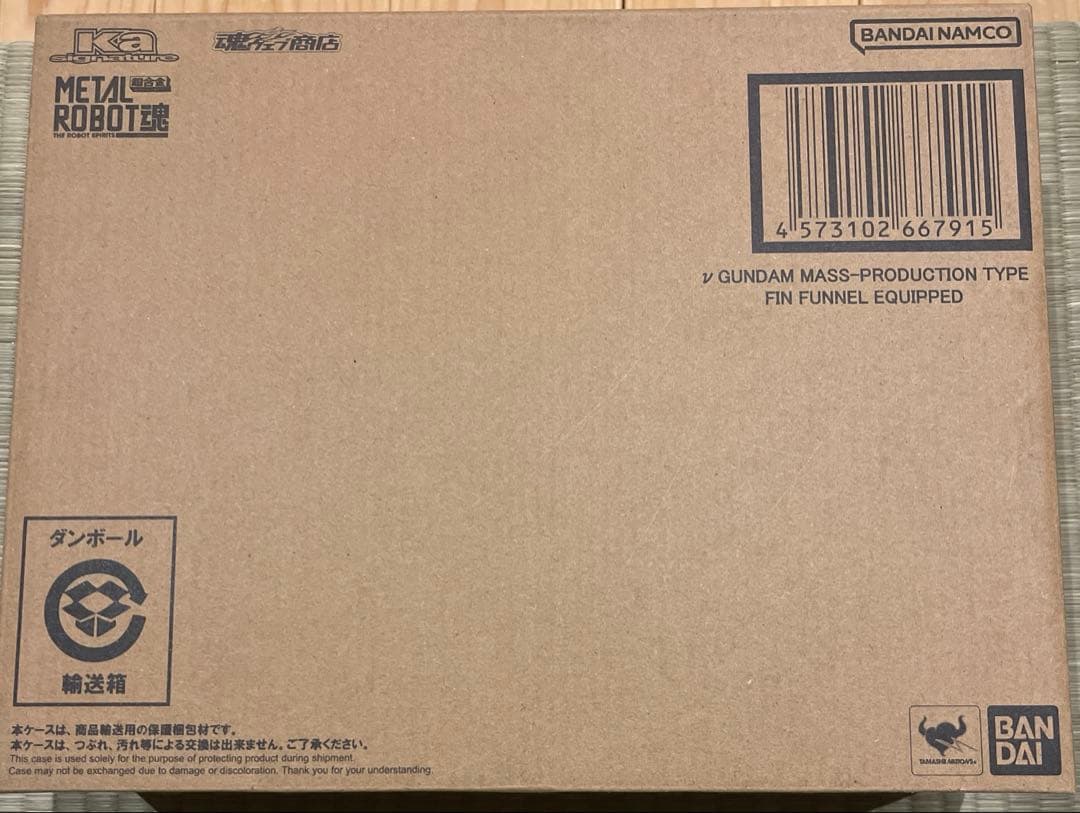 Ka
signature
魂ウェブ商店
BANDAI NAMCO
METAL 超合金
ROBOT魂
THE ROBOT SPIRITS
4 573102 667915
ν GUNDAM MASS-PRODUCTION TYPE
FIN FUNNEL EQUIPPED
ダンボール
輸送箱
本ケースは、商品輸送用の保護梱包材です。
本ケースは、つぶれ、汚れ等による交換は出来ません。ご了承ください。
This case is used solely for the purpose of protecting product during shipment.
Case may not be exchanged due to damage or discoloration. Thank you for your understanding.
TAMASHII NATIONS
BAN
DAI